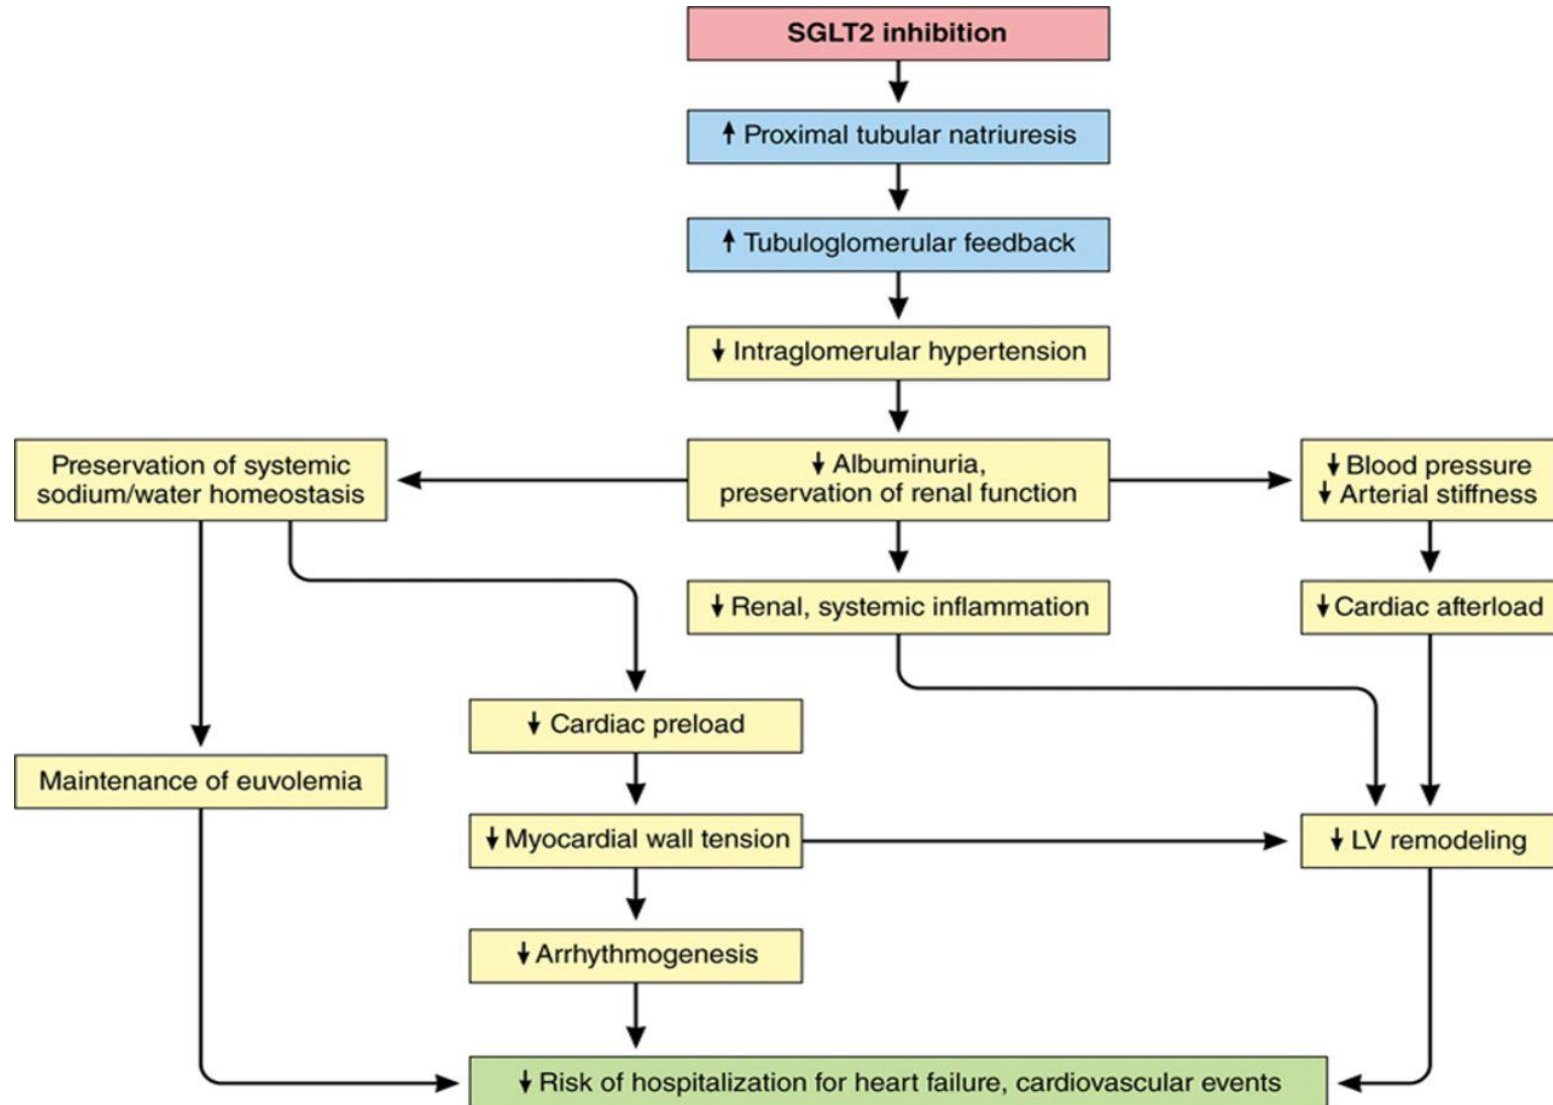 SGLT2 inhibition
↑ Proximal tubular natriuresis
↑ Tubuloglomerular feedback
↓ Intraglomerular hypertension
Preservation of systemic
sodium/water homeostasis
↓ Albuminuria,
preservation of renal function
↓ Blood pressure
↓ Arterial stiffness
↓ Renal, systemic inflammation
↓ Cardiac afterload
↓ Cardiac preload
Maintenance of euvolemia
↓ Myocardial wall tension
↓ LV remodeling
↓ Arrhythmogenesis
↓ Risk of hospitalization for heart failure, cardiovascular events